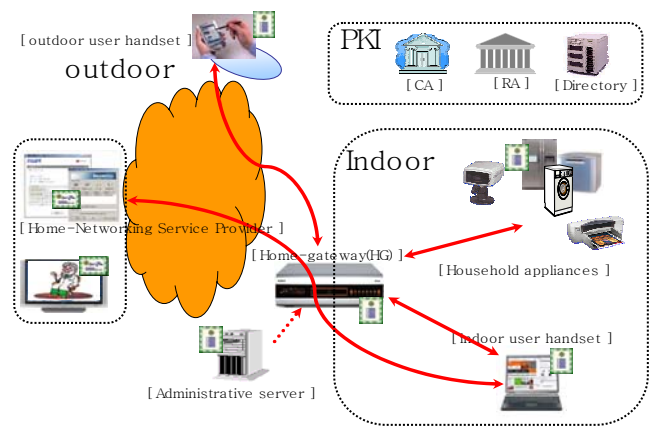 [ outdoor user handset ]
outdoor
PKI
[ CA ]
[ RA ]
[Directory ]
Indoor
[ Home-Networking Service Provider ]
[ Home-gateway(HG) ]
[ Household appliances ]
[ Indoor user handset ]
[ Administrative server ]